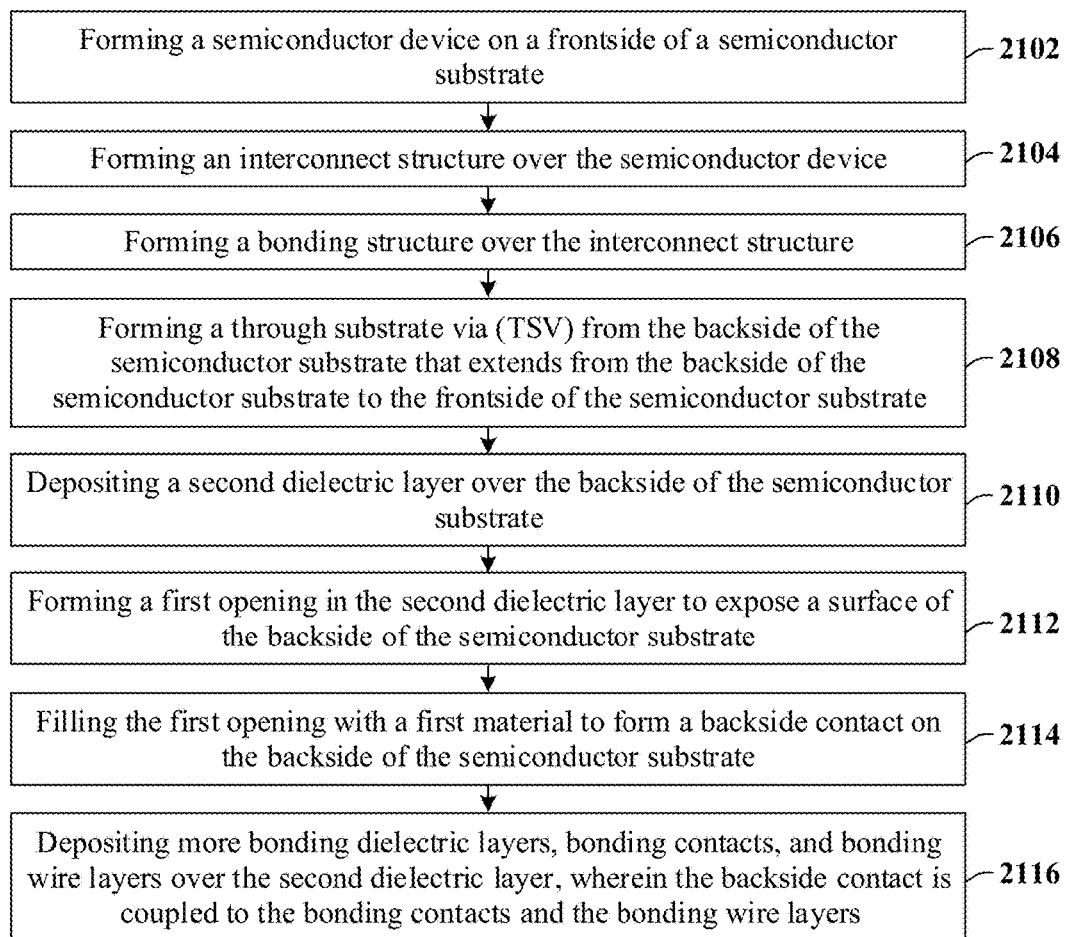 Forming a semiconductor device on a frontside of a semiconductor
substrate
2102
Forming an interconnect structure over the semiconductor device
2104
Forming a bonding structure over the interconnect structure
2106
Forming a through substrate via (TSV) from the backside of the
semiconductor substrate that extends from the backside of the
semiconductor substrate to the frontside of the semiconductor substrate
2108
Depositing a second dielectric layer over the backside of the semiconductor
substrate
2110
Forming a first opening in the second dielectric layer to expose a surface of
the backside of the semiconductor substrate
2112
Filling the first opening with a first material to form a backside contact on
the backside of the semiconductor substrate
2114
Depositing more bonding dielectric layers, bonding contacts, and bonding
wire layers over the second dielectric layer, wherein the backside contact is
coupled to the bonding contacts and the bonding wire layers
2116